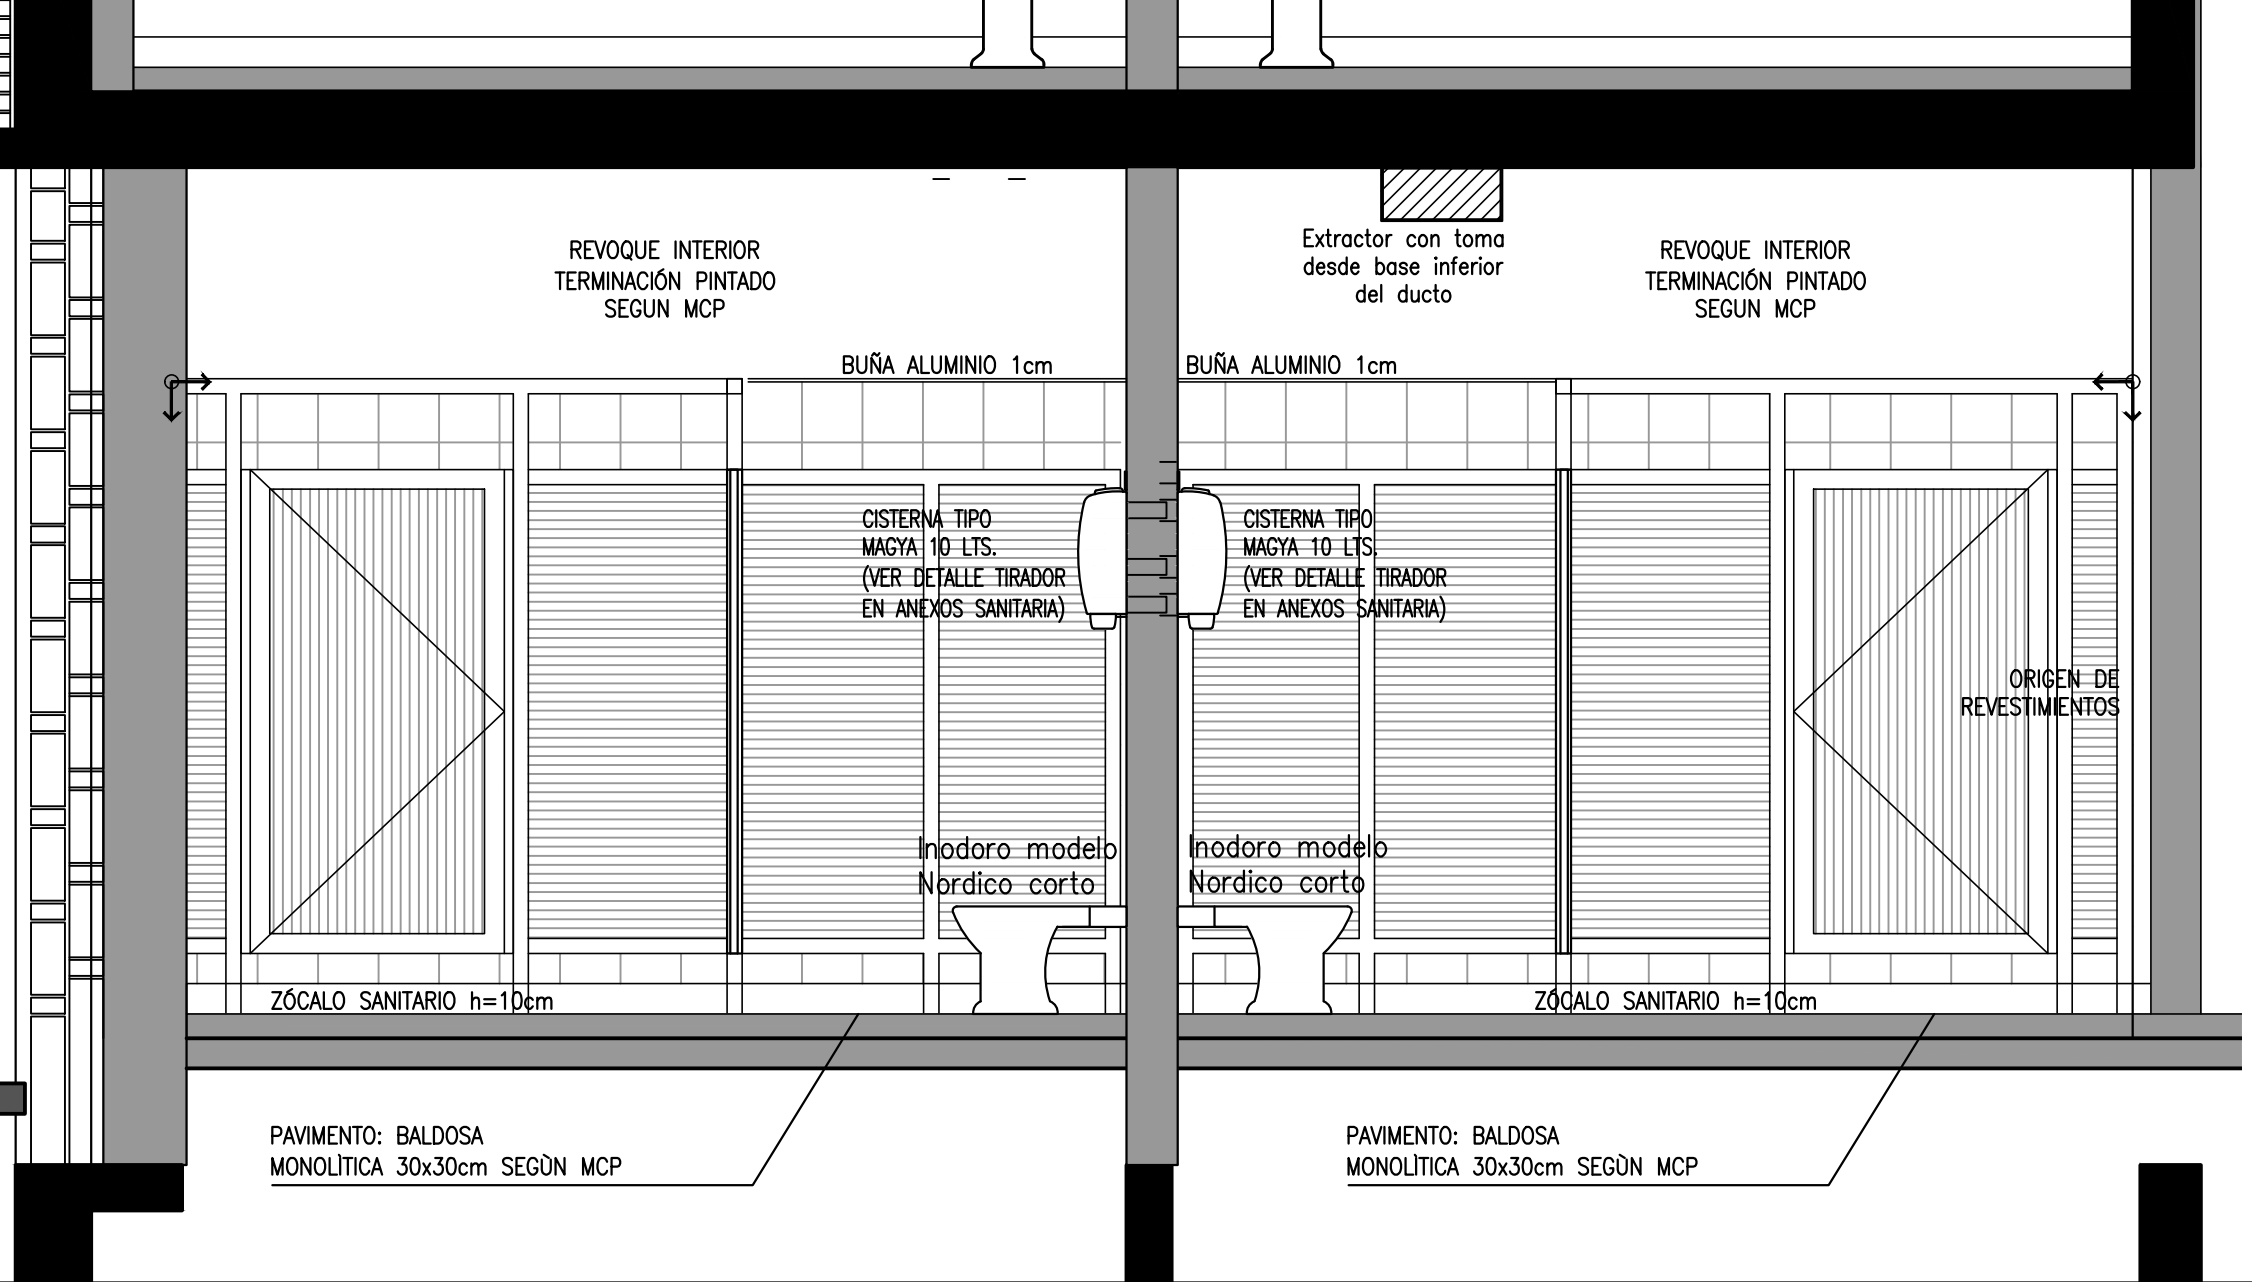 REVOQUE INTERIOR
TERMINACIÓN PINTADO
SEGUN MCP
Extractor con toma
desde base inferior
del ducto
REVOQUE INTERIOR
TERMINACIÓN PINTADO
SEGUN MCP
BUÑA ALUMINIO 1cm
BUÑA ALUMINIO 1cm
CISTERNA TIPO
MAGYA 10 LTS.
(VER DETALLE TIRADOR
EN ANEXOS SANITARIA)
CISTERNA TIPO
MAGYA 10 LTS.
(VER DETALLE TIRADOR
EN ANEXOS SANITARIA)
ORIGEN DE
REVESTIMIENTOS
Inodoro modelo
Nordico corto
Inodoro modelo
Nordico corto
ZÓCALO SANITARIO h=10cm
ZÓCALO SANITARIO h=10cm
PAVIMENTO: BALDOSA
MONOLÌTICA 30x30cm SEGÙN MCP
PAVIMENTO: BALDOSA
MONOLÌTICA 30x30cm SEGÙN MCP